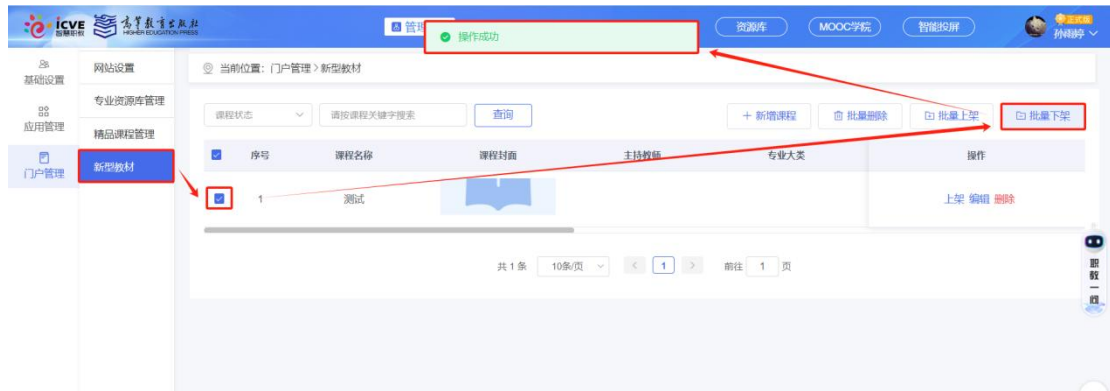 icve 智慧职教 高等教育出版社 HIGHER EDUCATION PRESS
管理
操作成功
资源库 MOOC学院 智能投屏 正式版
孙翊婷
基础设置
应用管理
门户管理
网站设置
专业资源库管理
精品课程管理
新型教材
当前位置：门户管理>新型教材
课程状态 请按课程关键字搜索 查询 + 新增课程 批量删除 批量上架 批量下架
序号 课程名称 课程封面 主持教师 专业大类 操作
1 测试 上架 编辑 删除
共 1 条 10条/页 < 1 > 前往 1 页
职教一问